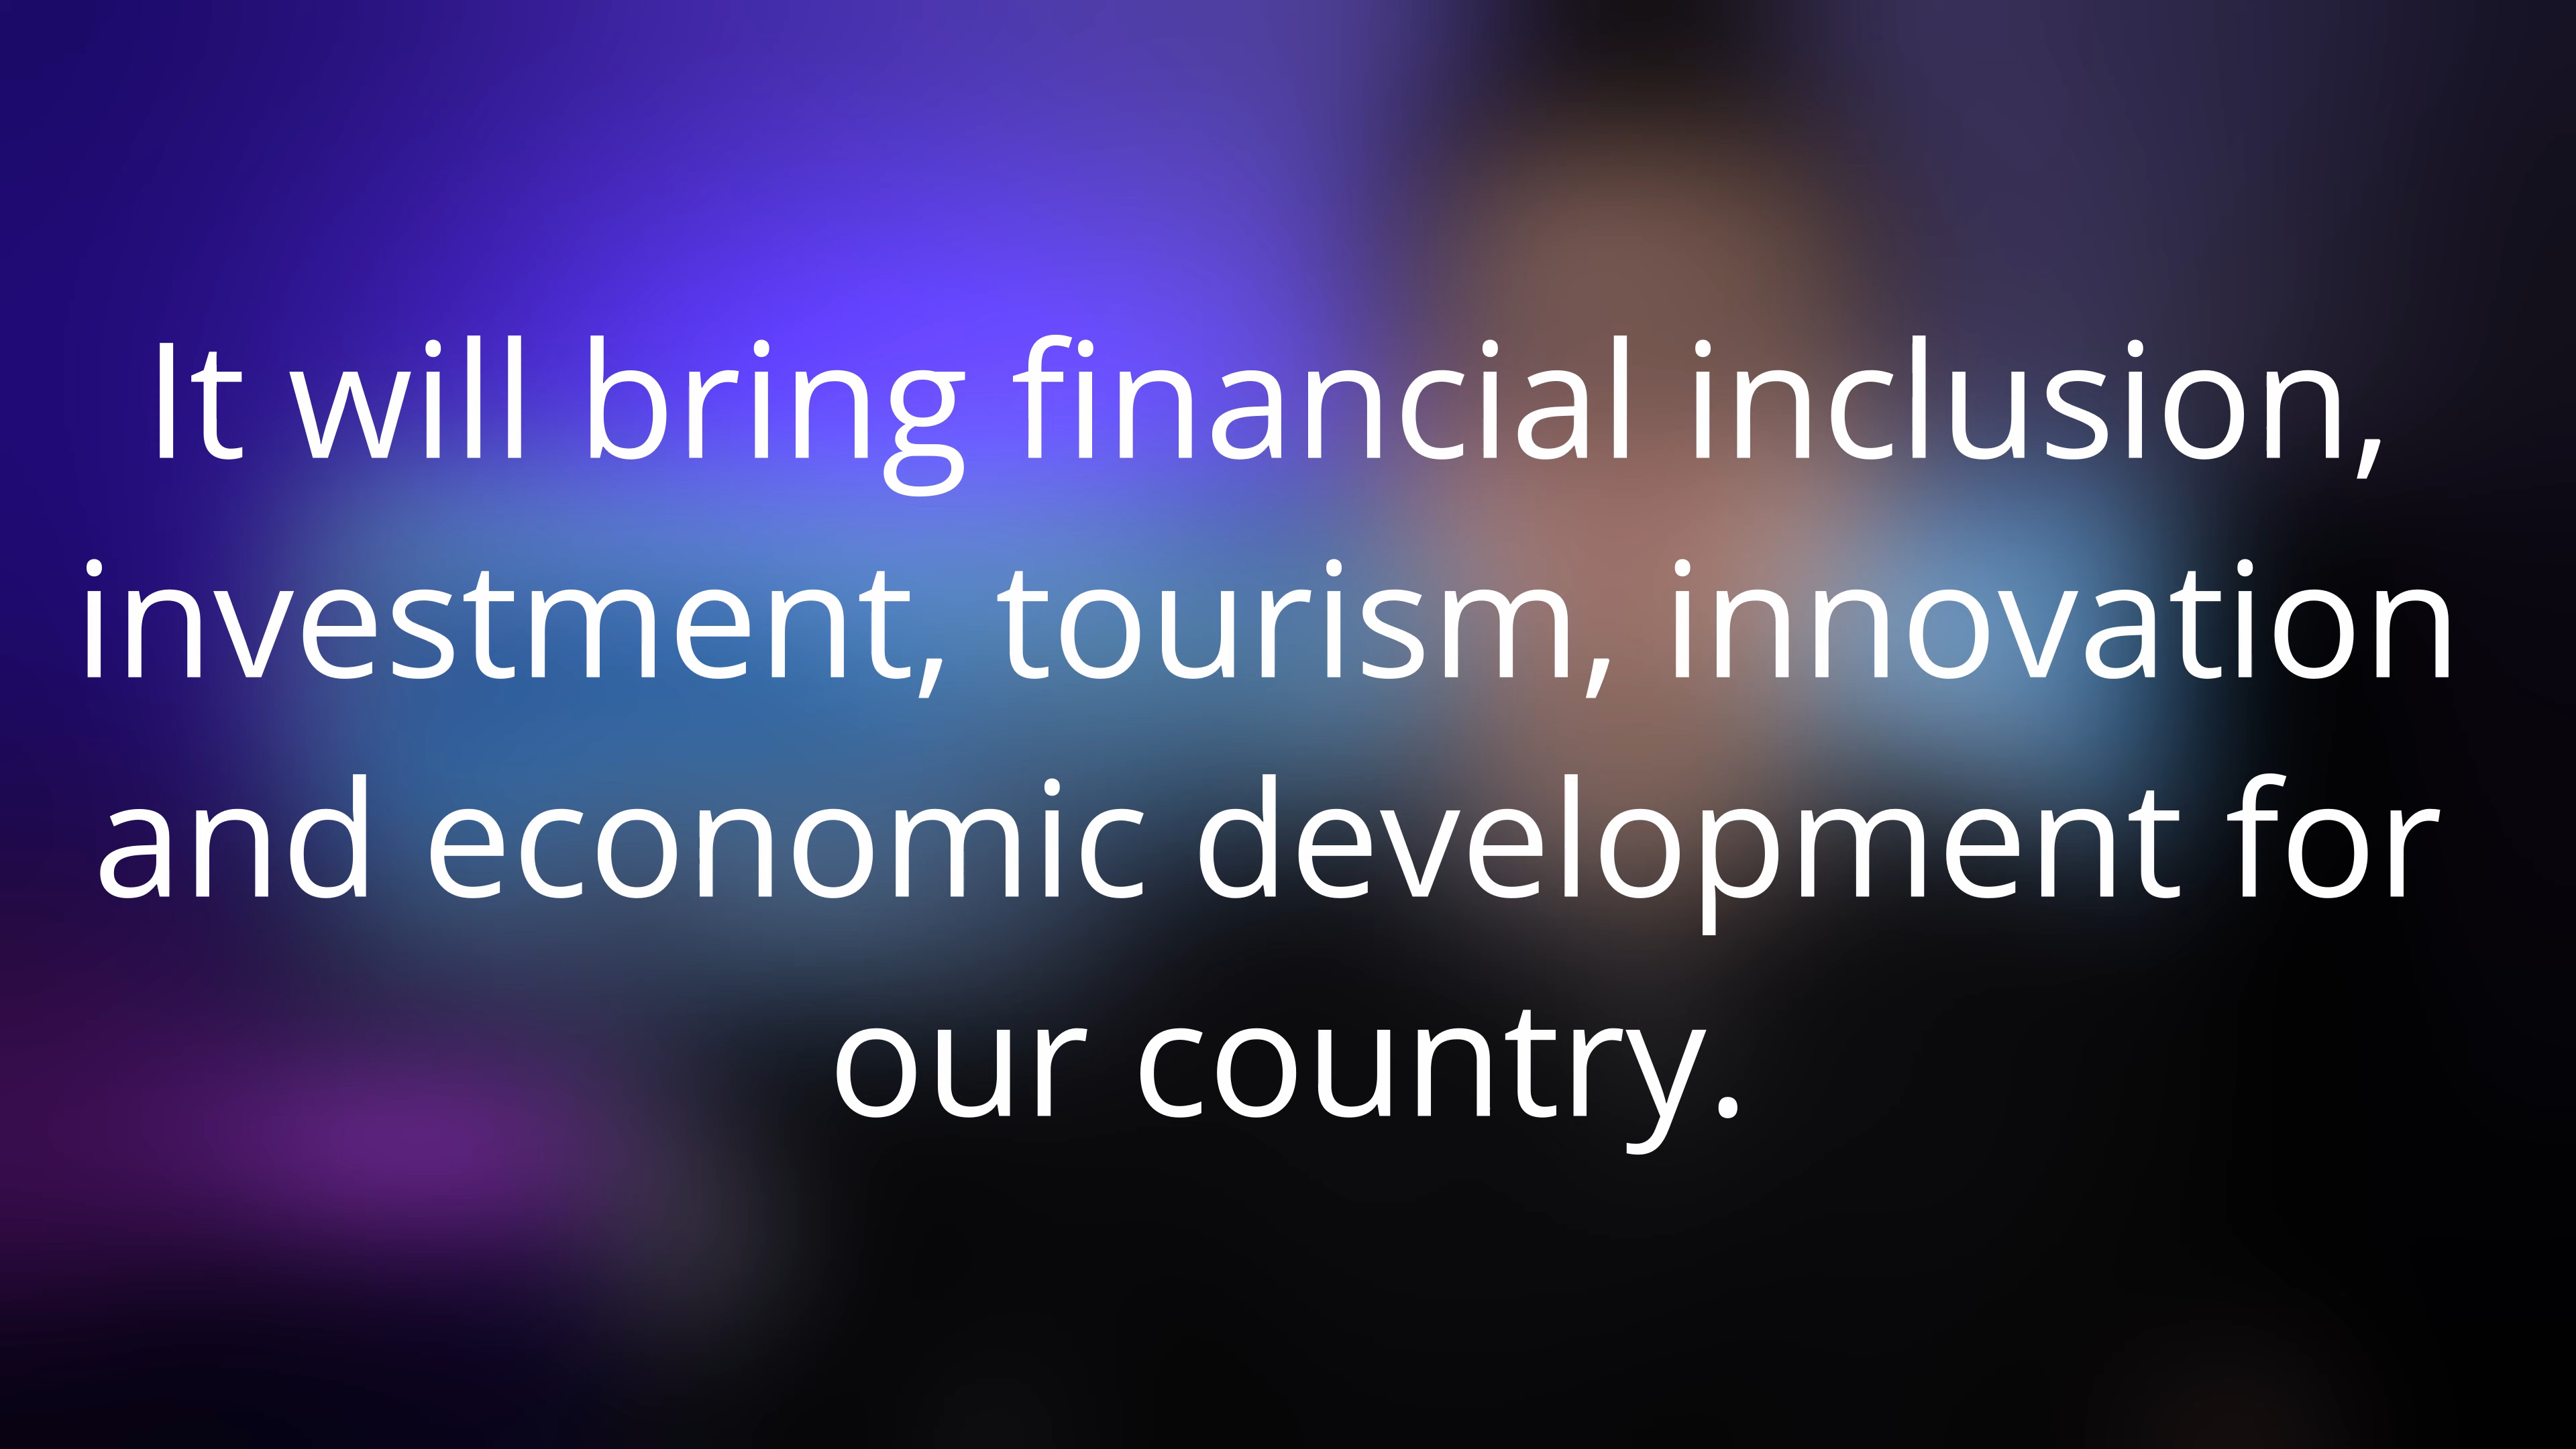 It will bring financial inclusion,
investment, tourism, innovation
and economic development for
our country.